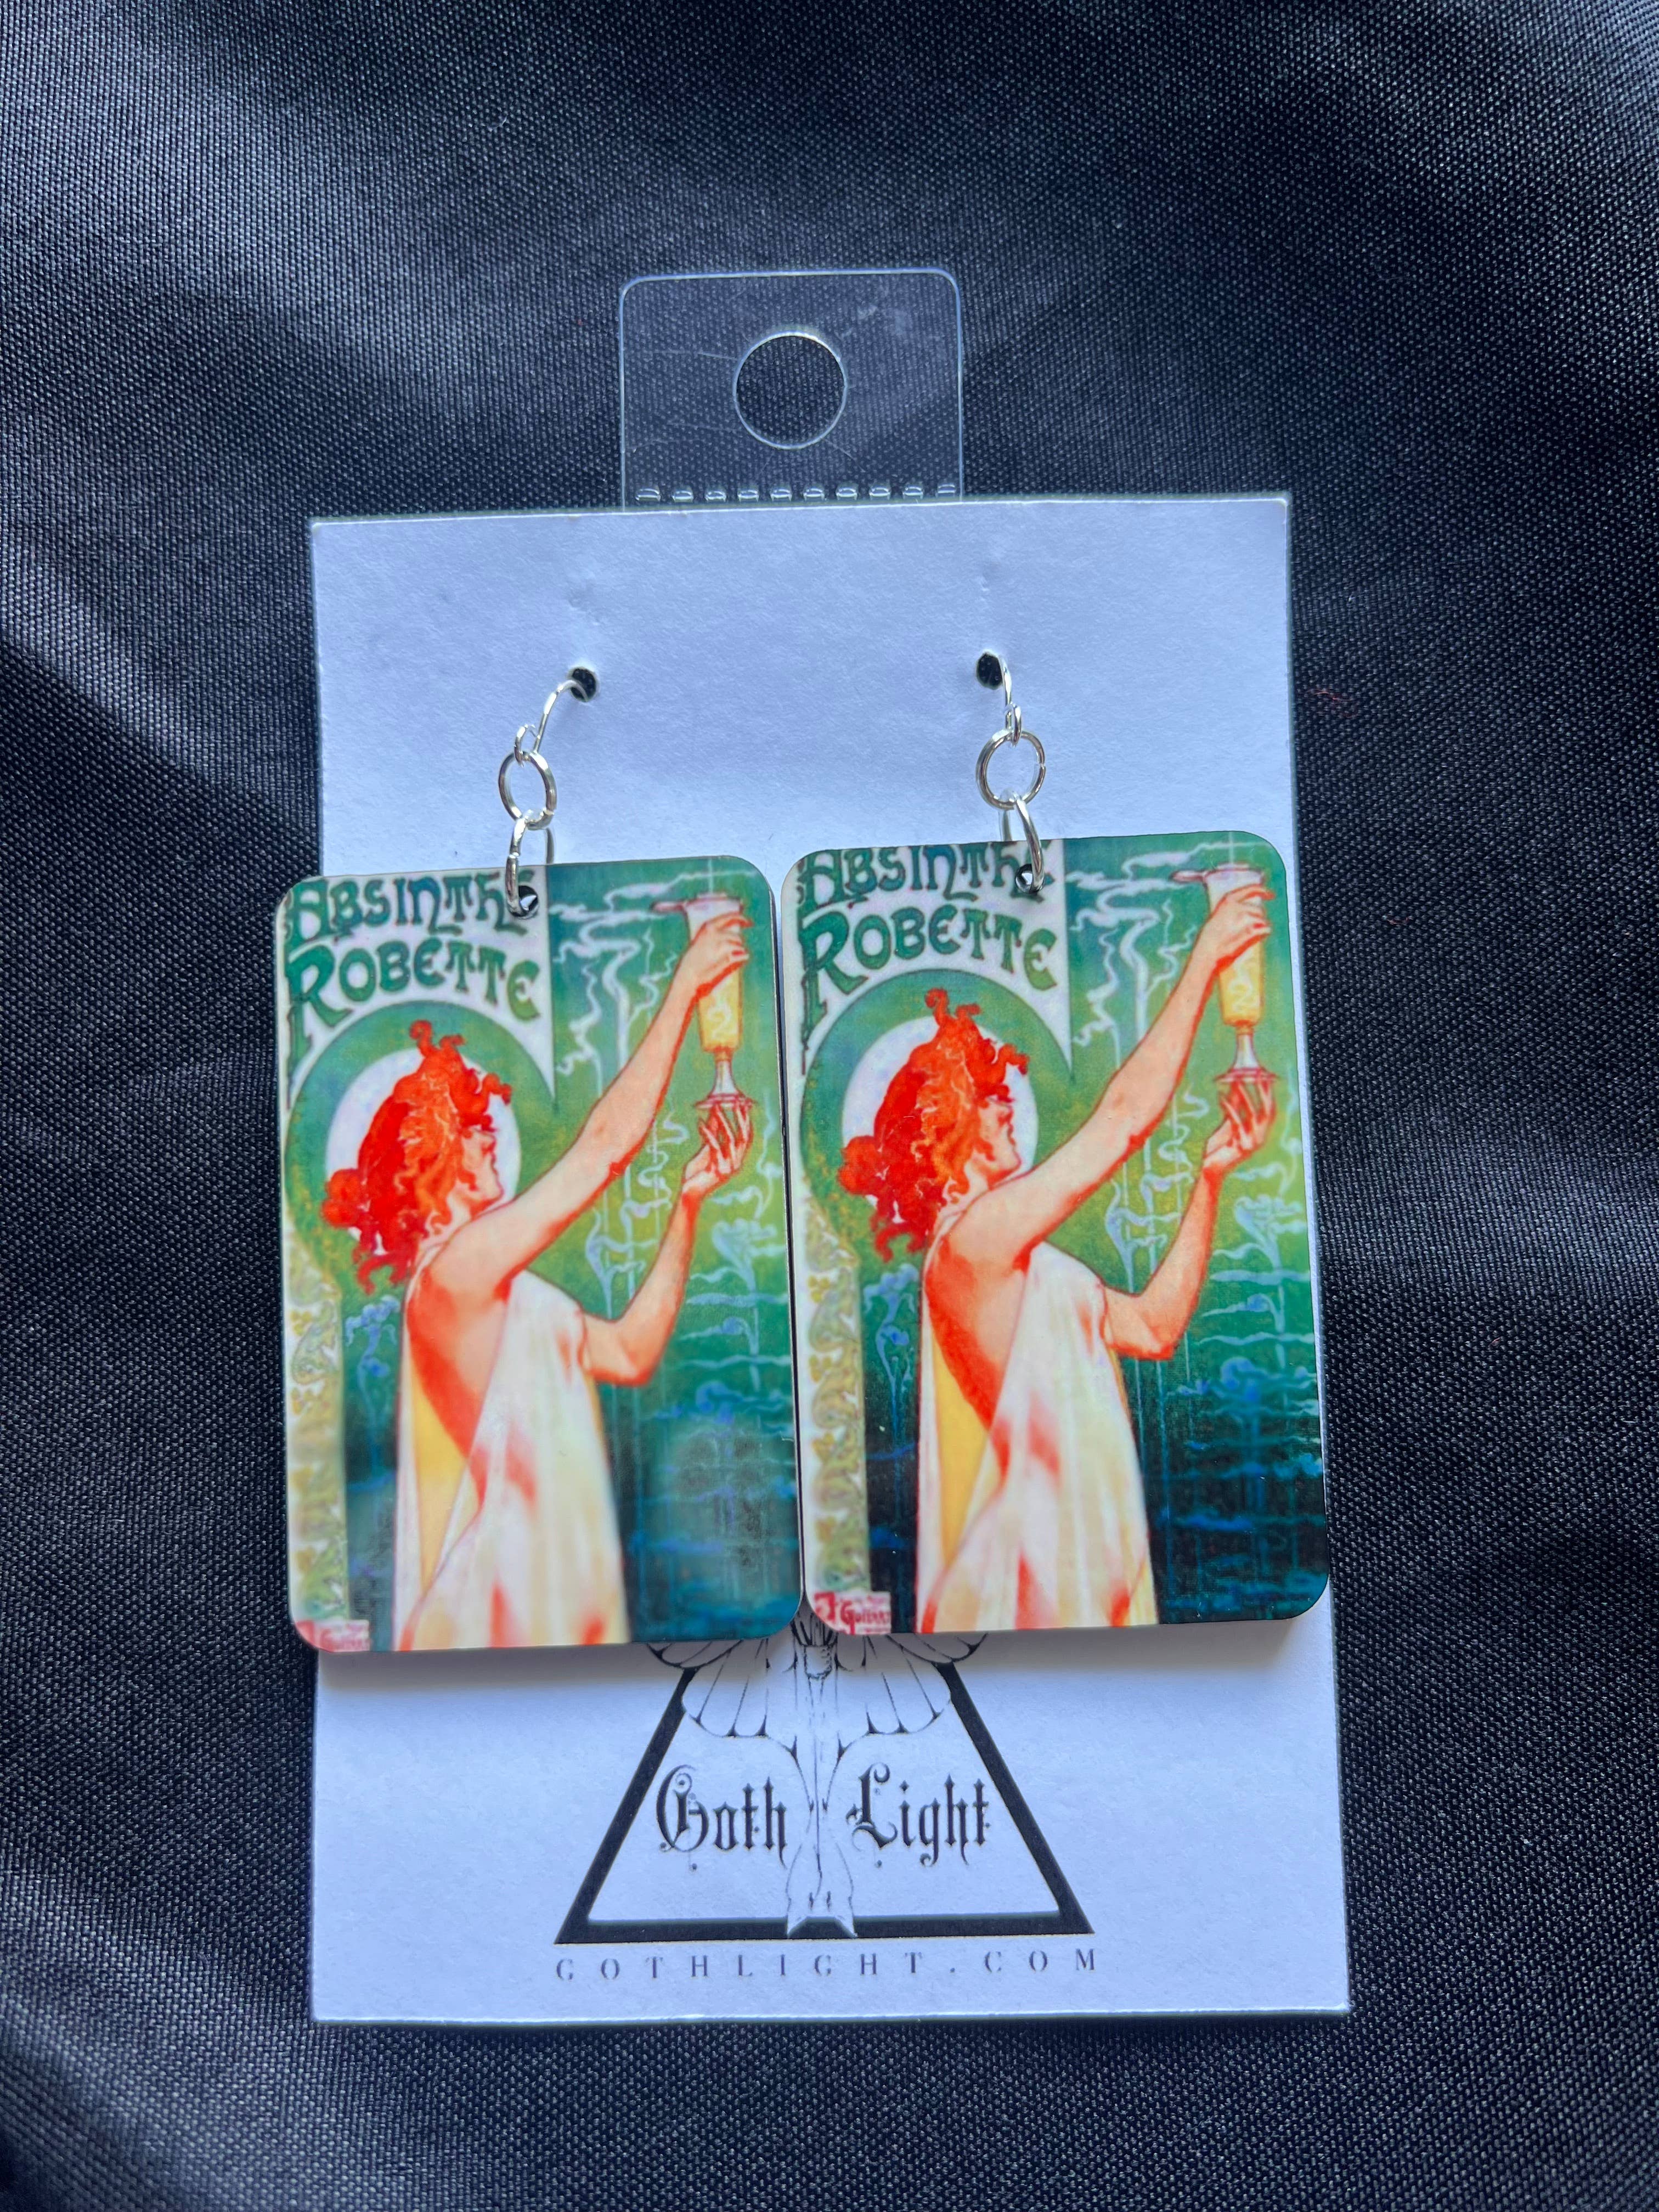 ABSINTHE
ROBETTE
ABSINTHE
ROBETTE
Goth Light
GOTHLIGHT.COM